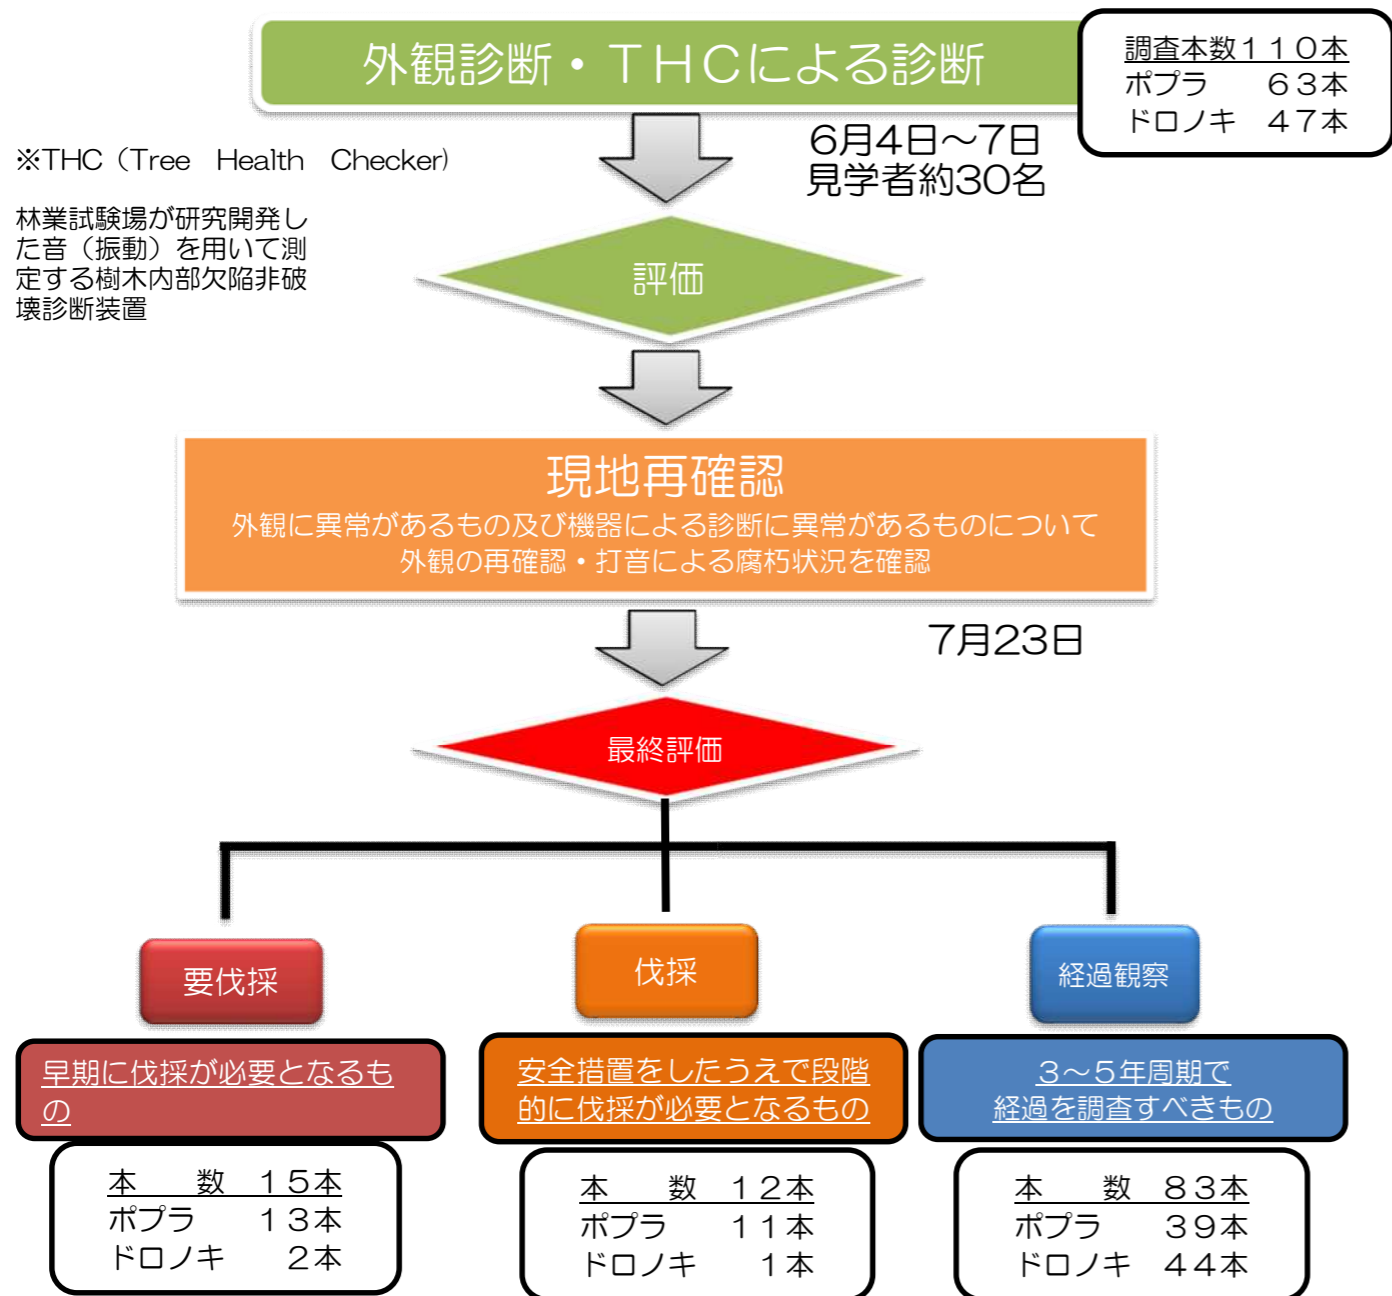 外観診断・ＴＨＣによる診断
調査本数１１０本
ポプラ　　６３本
ドロノキ　４７本
6月4日～7日
見学者約30名
※THC（Tree　Health　Checker）
林業試験場が研究開発し
た音（振動）を用いて測
定する樹木内部欠陥非破
壊診断装置
評価
現地再確認
外観に異常があるもの及び機器による診断に異常があるものについて
外観の再確認・打音による腐朽状況を確認
7月23日
最終評価
要伐採
早期に伐採が必要となるも
の
本　　数　１５本
ポプラ　　１３本
ドロノキ　　２本
伐採
安全措置をしたうえで段階
的に伐採が必要となるもの
本　　数　１２本
ポプラ　　１１本
ドロノキ　　１本
経過観察
３～５年周期で
経過を調査すべきもの
本　　数　８３本
ポプラ　　３９本
ドロノキ　４４本